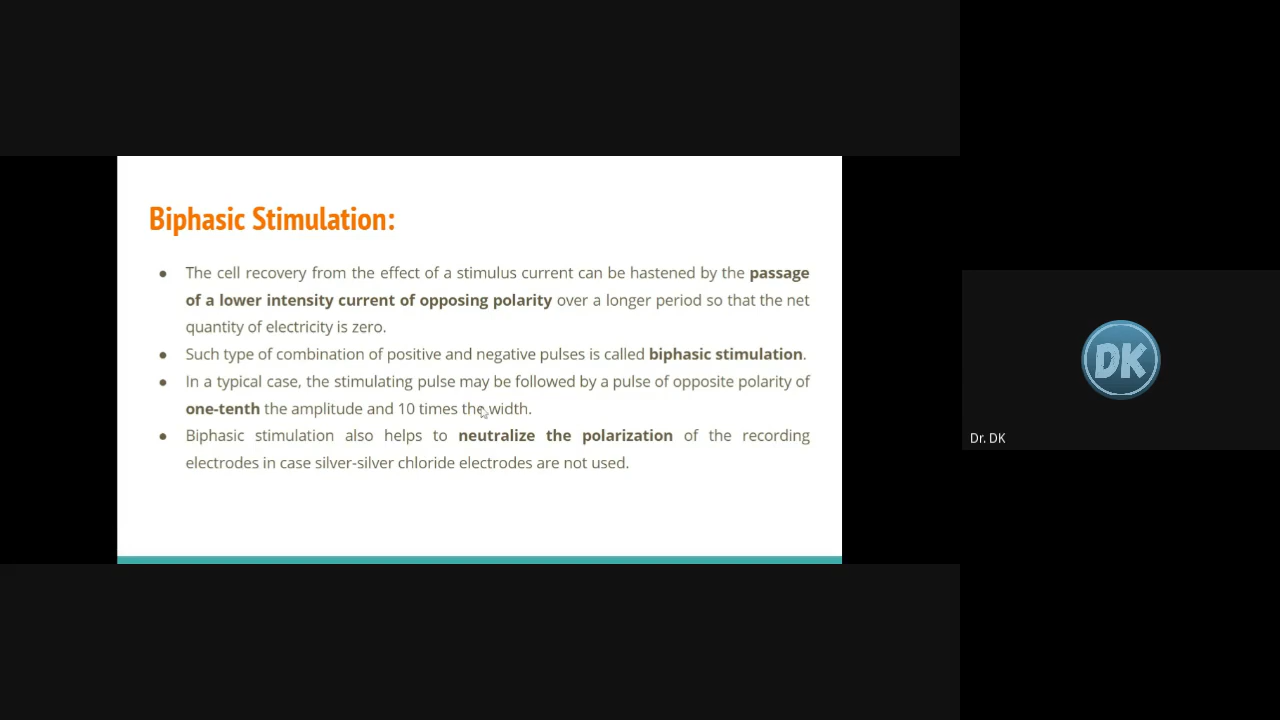 Biphasic Stimulation:
● The cell recovery from the effect of a stimulus current can be hastened by the passage
of a lower intensity current of opposing polarity over a longer period so that the net
quantity of electricity is zero.
● Such type of combination of positive and negative pulses is called biphasic stimulation.
● In a typical case, the stimulating pulse may be followed by a pulse of opposite polarity of
one-tenth the amplitude and 10 times the width.
● Biphasic stimulation also helps to neutralize the polarization of the recording
electrodes in case silver-silver chloride electrodes are not used.
DK
Dr. DK